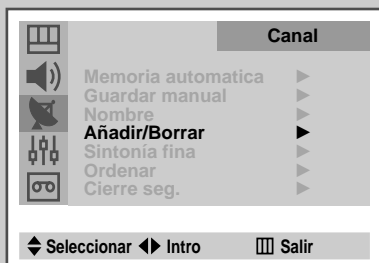 Canal
Memoria automatica
Guardar manual
Nombre
Añadir/Borrar
Sintonía fina
Ordenar
Cierre seg.
Seleccionar Intro Salir